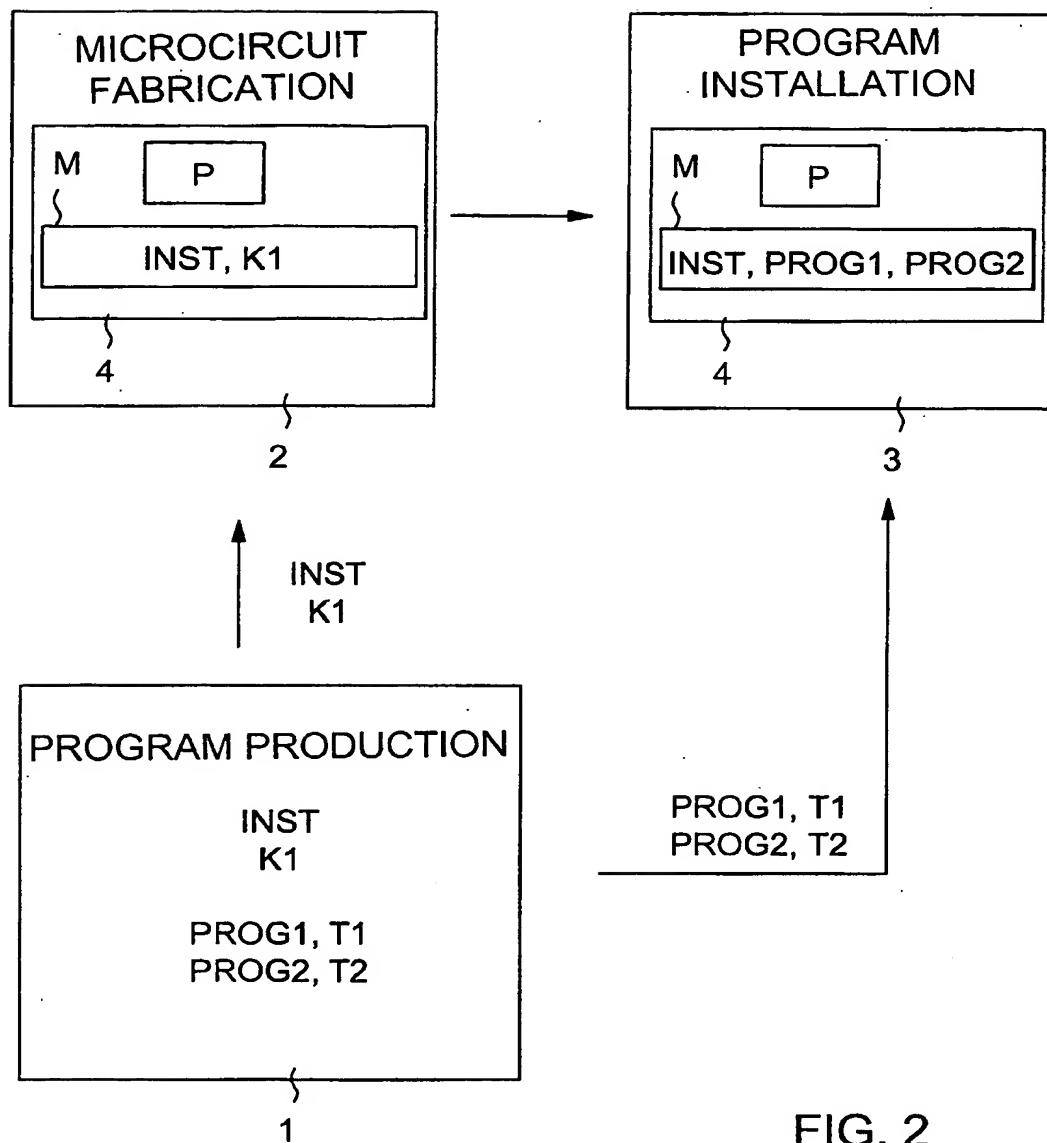 MICROCIRCUIT
FABRICATION
M
P
INST, K1
4
2
PROGRAM
INSTALLATION
M
P
INST, PROG1, PROG2
4
3
INST
K1
PROGRAM PRODUCTION
INST
K1
PROG1, T1
PROG2, T2
1
PROG1, T1
PROG2, T2
FIG. 2